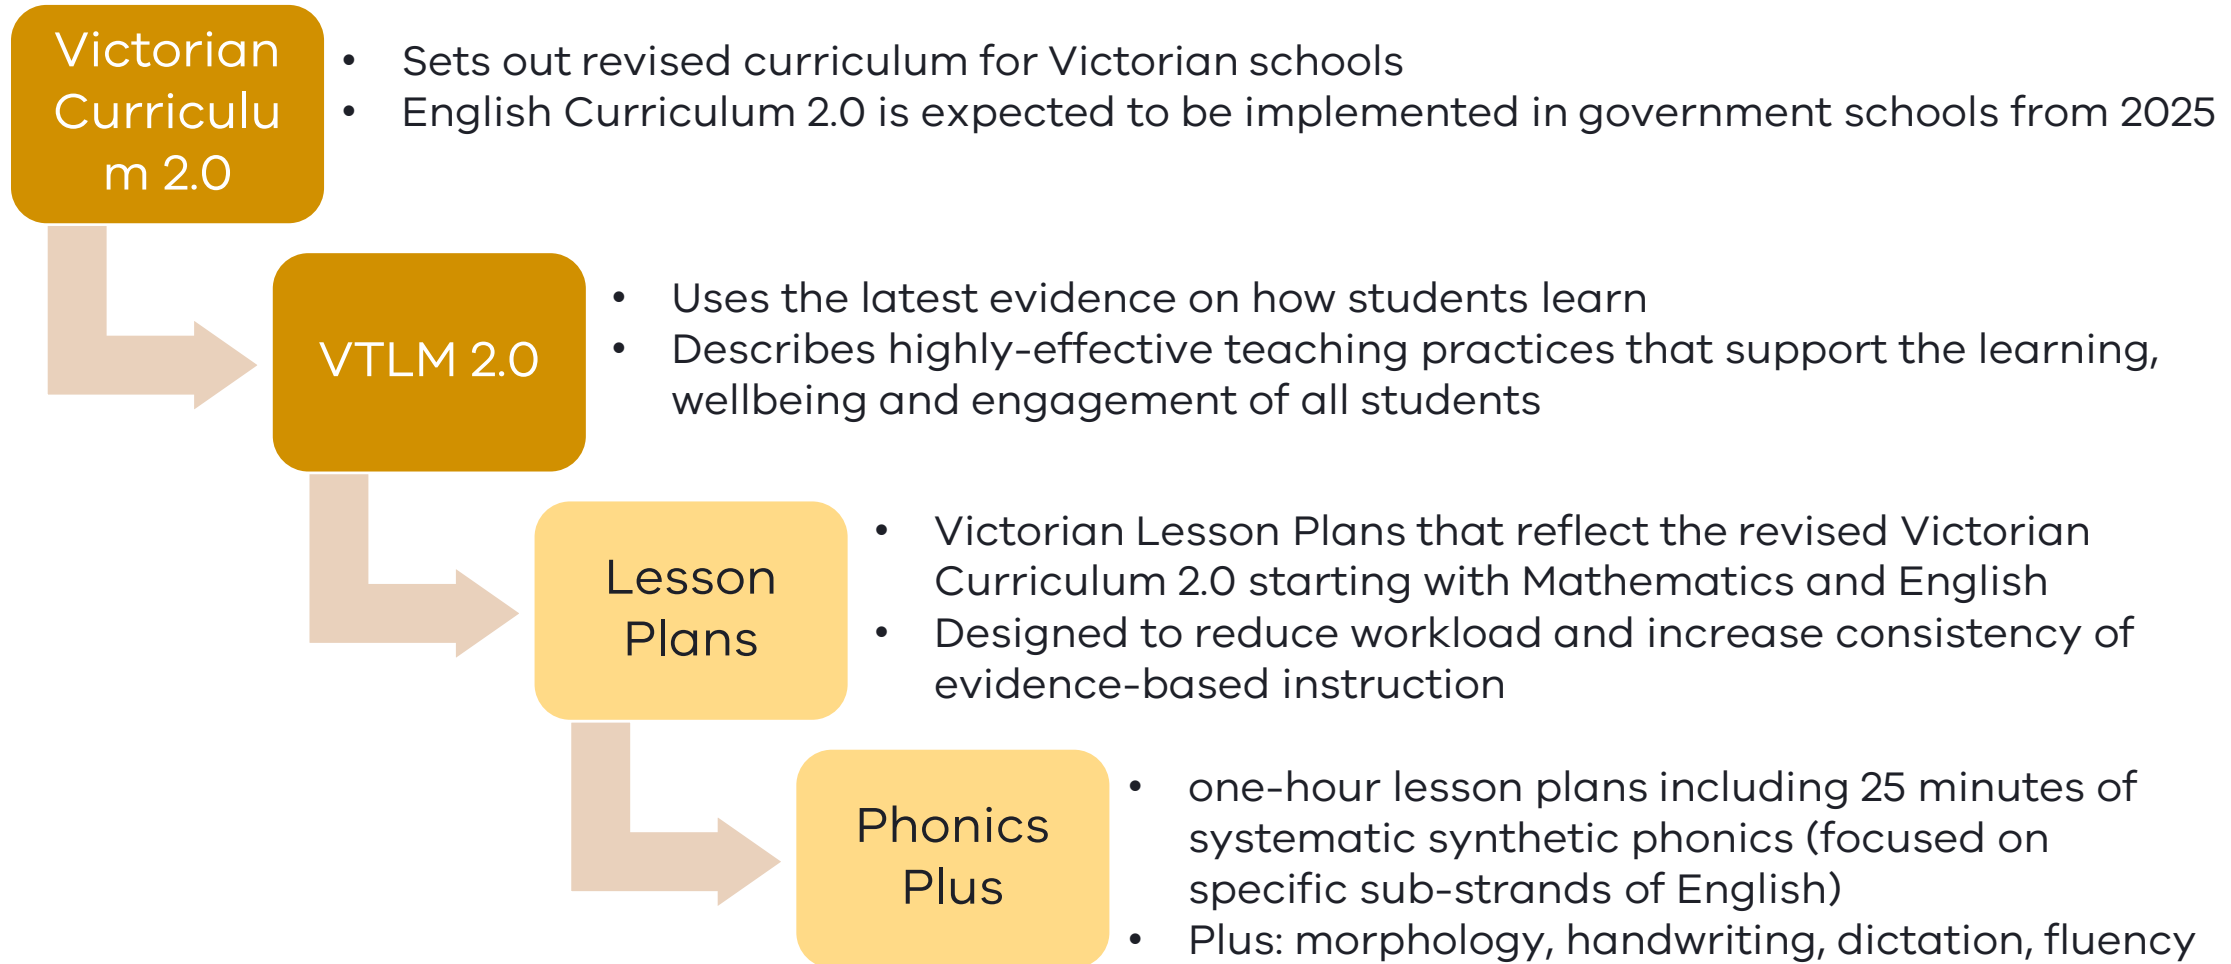 Victorian
Curriculu
m 2.0
• Sets out revised curriculum for Victorian schools
• English Curriculum 2.0 is expected to be implemented in government schools from 2025
VTLM 2.0
• Uses the latest evidence on how students learn
• Describes highly-effective teaching practices that support the learning,
wellbeing and engagement of all students
Lesson
Plans
• Victorian Lesson Plans that reflect the revised Victorian
Curriculum 2.0 starting with Mathematics and English
• Designed to reduce workload and increase consistency of
evidence-based instruction
Phonics
Plus
• one-hour lesson plans including 25 minutes of
systematic synthetic phonics (focused on
specific sub-strands of English)
• Plus: morphology, handwriting, dictation, fluency